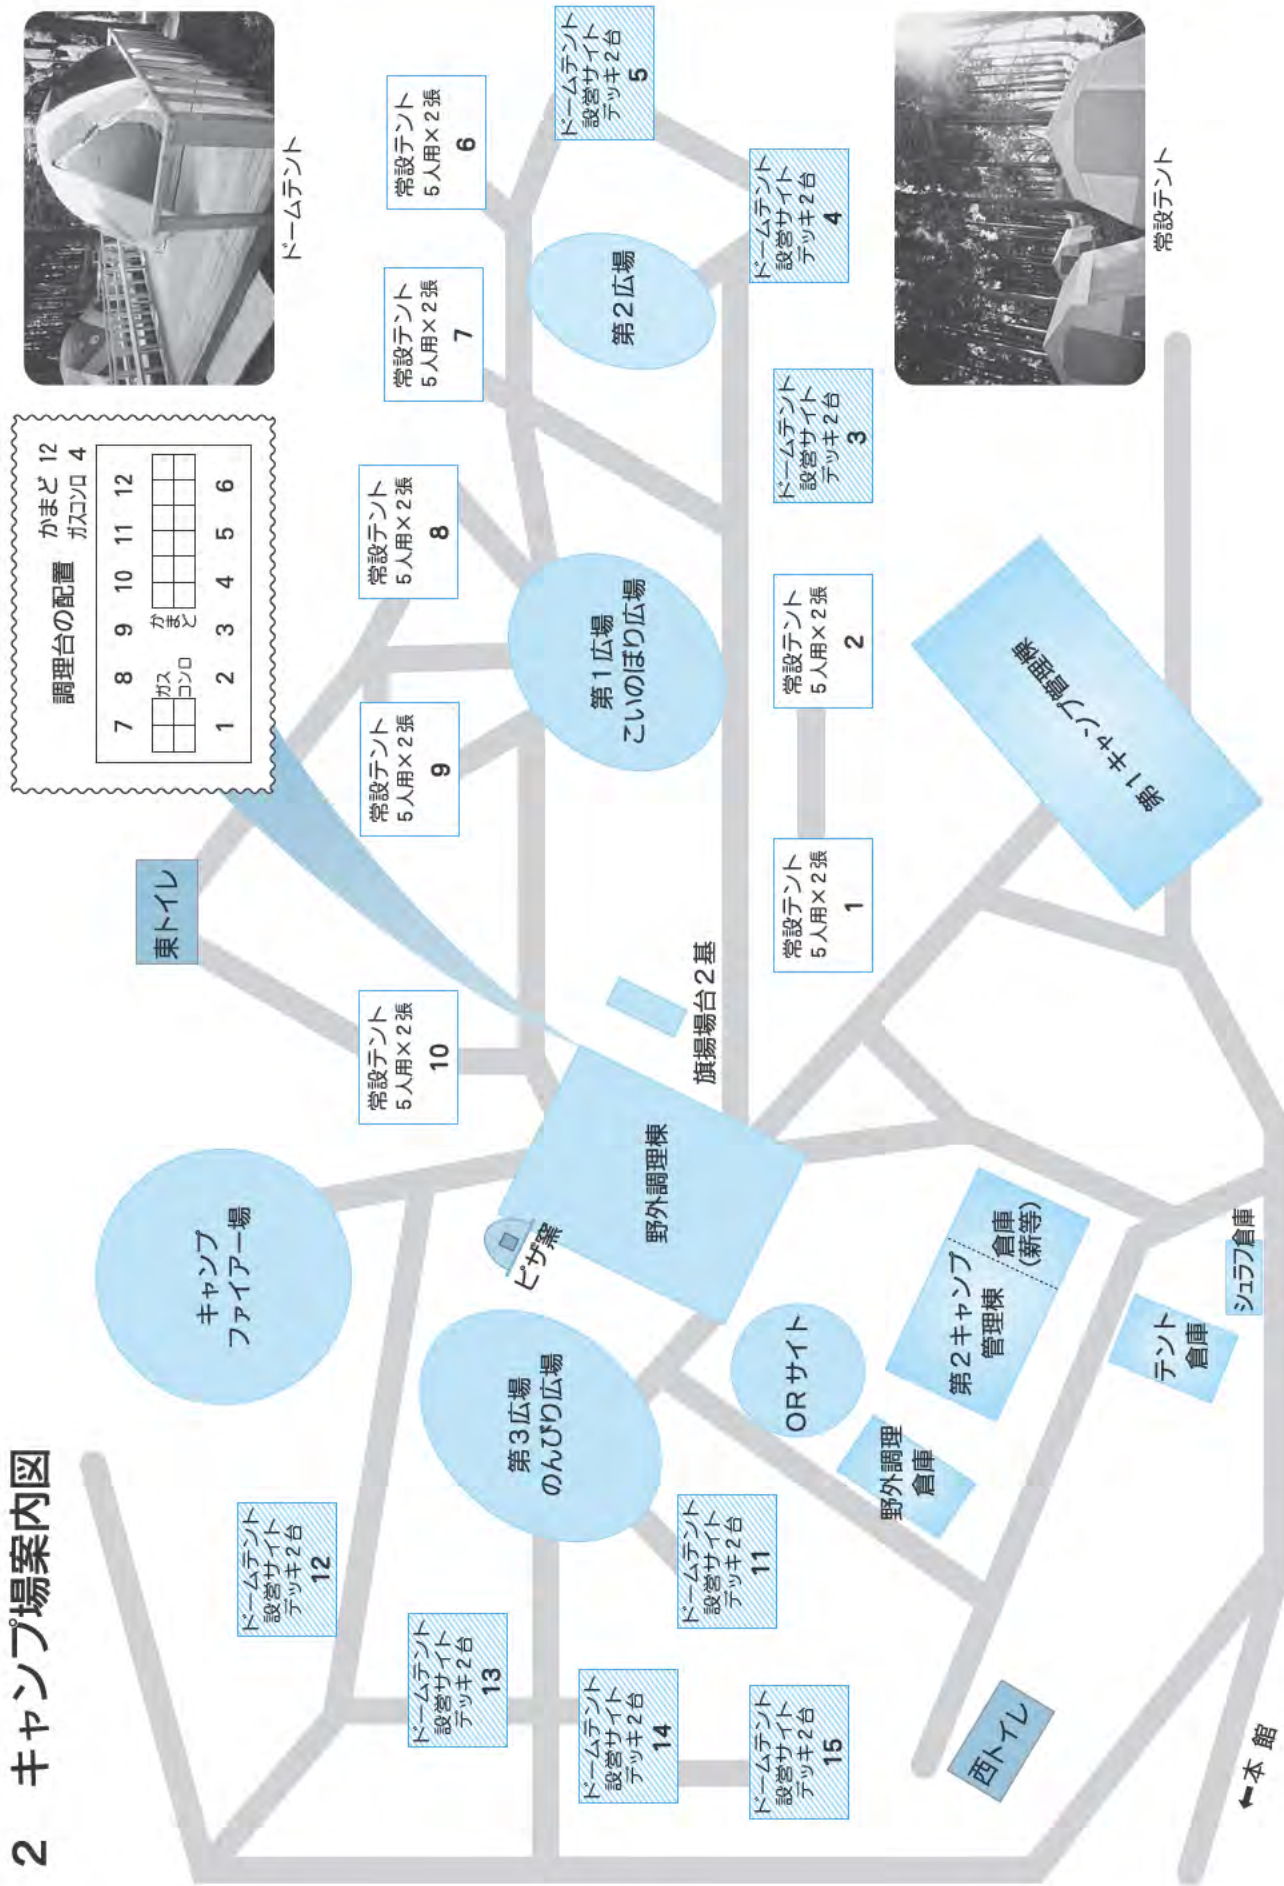 2 キャンプ場案内図
調理台の配置
かまど 12
ガスコンロ 4
7 8 9 10 11 12
ガス
コンロ
かま
ど
1 2 3 4 5 6
ドームテント
東トイレ
キャンプ
ファイアー場
ドームテント
設営サイト
デッキ2台
12
常設テント
5人用×2張
10
常設テント
5人用×2張
9
常設テント
5人用×2張
8
常設テント
5人用×2張
7
常設テント
5人用×2張
6
ドームテント
設営サイト
デッキ2台
5
ドームテント
設営サイト
デッキ2台
13
第3広場
のんびり広場
ピザ窯
野外調理棟
旗揚場台2基
第1広場
こいのぼり広場
第2広場
ドームテント
設営サイト
デッキ2台
14
ドームテント
設営サイト
デッキ2台
11
ドームテント
設営サイト
デッキ2台
15
ORサイト
常設テント
5人用×2張
1
常設テント
5人用×2張
2
ドームテント
設営サイト
デッキ2台
3
ドームテント
設営サイト
デッキ2台
4
野外調理
倉庫
第2キャンプ
管理棟
倉庫
(薪等)
第1キャンプ管理棟
常設テント
西トイレ
テント
倉庫
シュラフ倉庫
←本 館